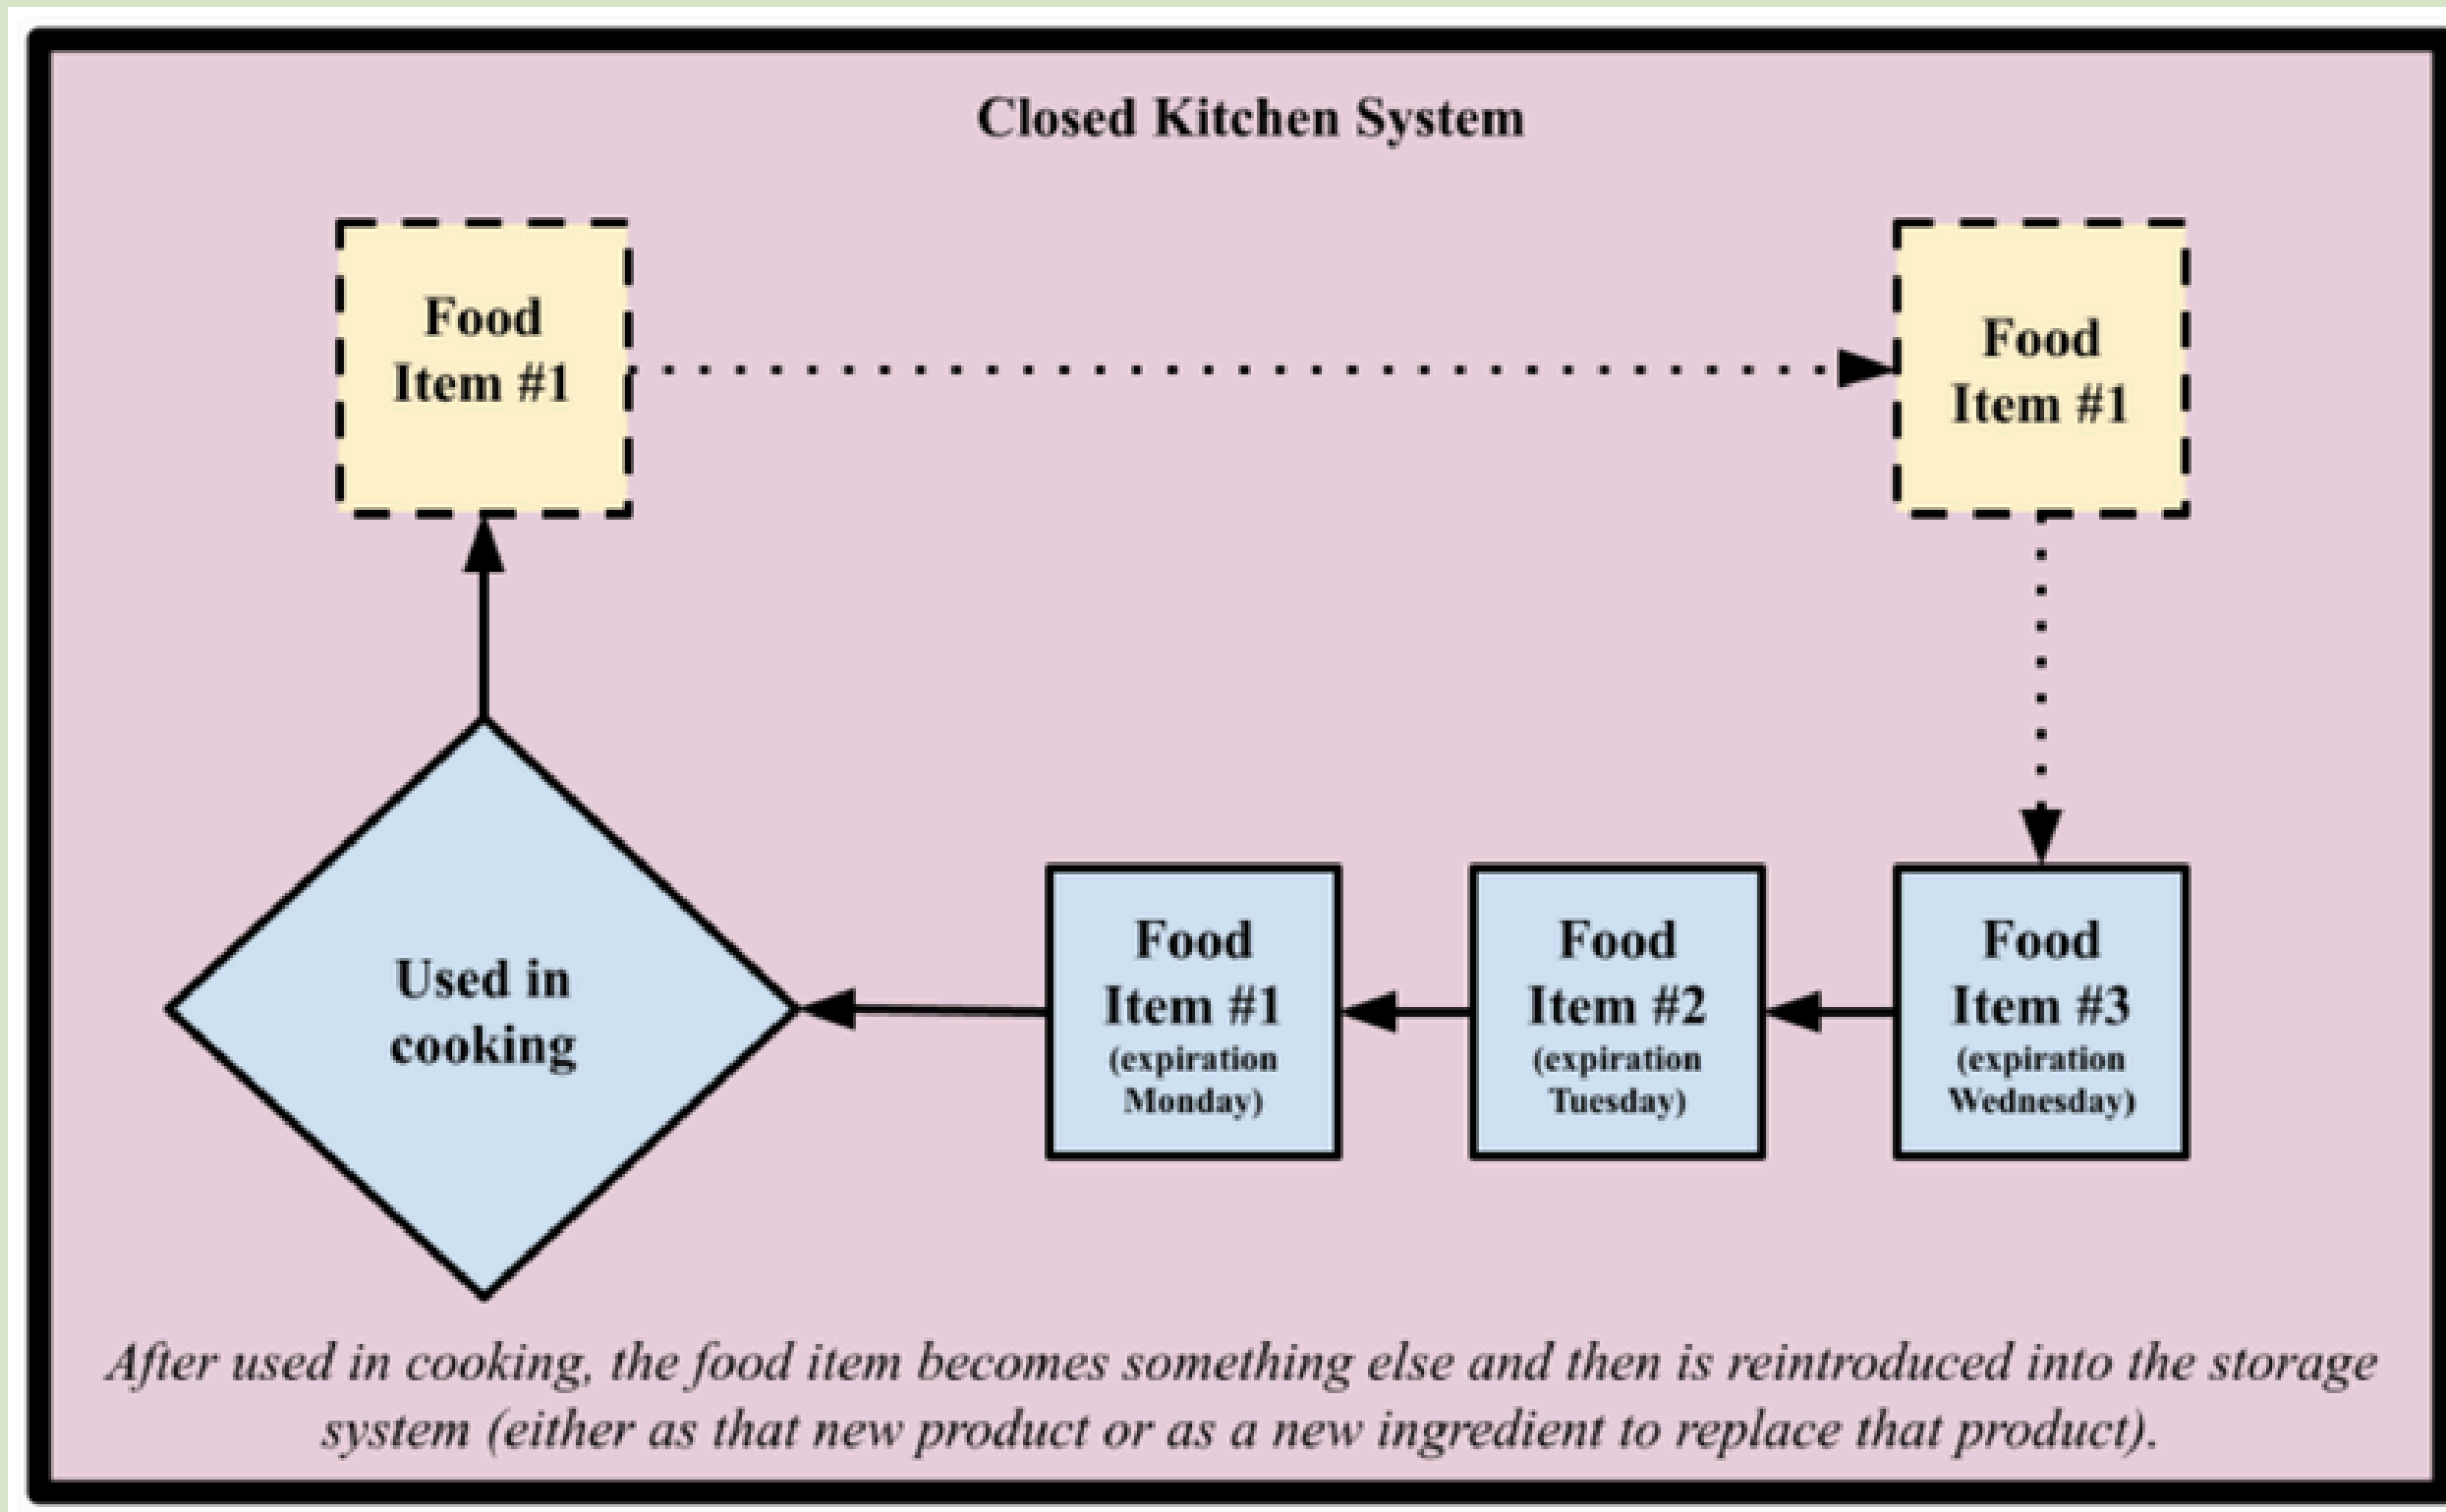 Closed Kitchen System
Food
Item #1
Food
Item #1
Used in
cooking
Food
Item #1
(expiration
Monday)
Food
Item #2
(expiration
Tuesday)
Food
Item #3
(expiration
Wednesday)
After used in cooking, the food item becomes something else and then is reintroduced into the storage
system (either as that new product or as a new ingredient to replace that product).